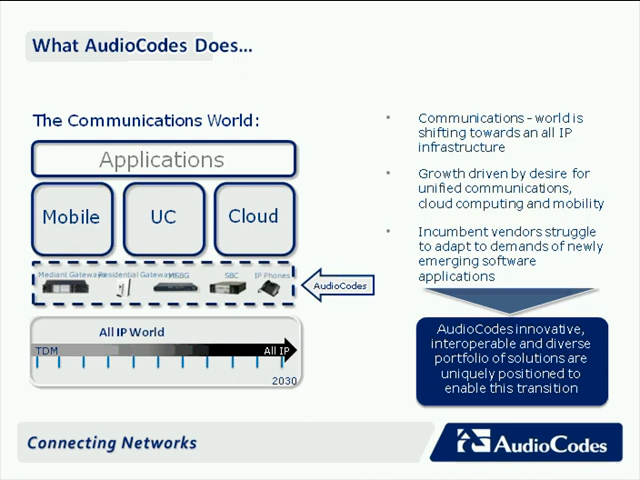 What AudioCodes Does...
The Communications World:
Applications
Mobile
UC
Cloud
Mediant Gateways
Residential Gateways
MSBG
SBC
IP Phones
AudioCodes
All IP World
TDM
All IP
2030
• Communications – world is
shifting towards an all IP
infrastructure
• Growth driven by desire for
unified communications,
cloud computing and mobility
• Incumbent vendors struggle
to adapt to demands of newly
emerging software
applications
AudioCodes innovative,
interoperable and diverse
portfolio of solutions are
uniquely positioned to
enable this transition
Connecting Networks
AudioCodes